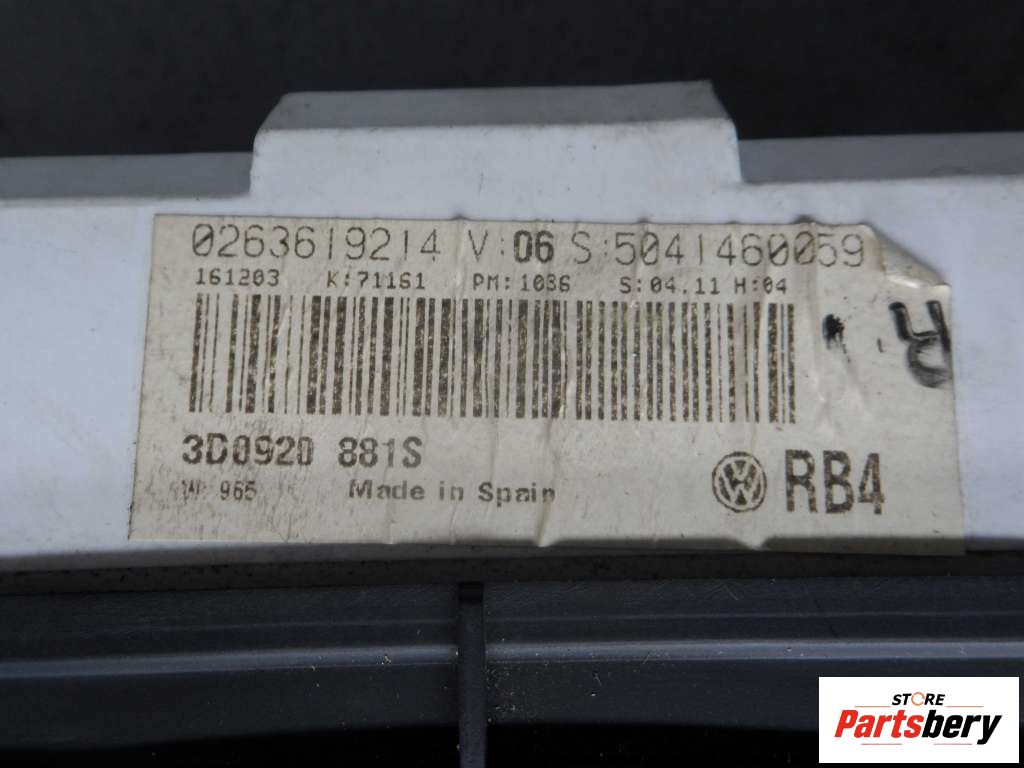 0263619214 V:06 S:5041460059
161203 K:71161 PM:1036 S:04.11 H:04
3D0920 881S
W 965 Made in Spain
VW RB4
R
STORE
Partsbery